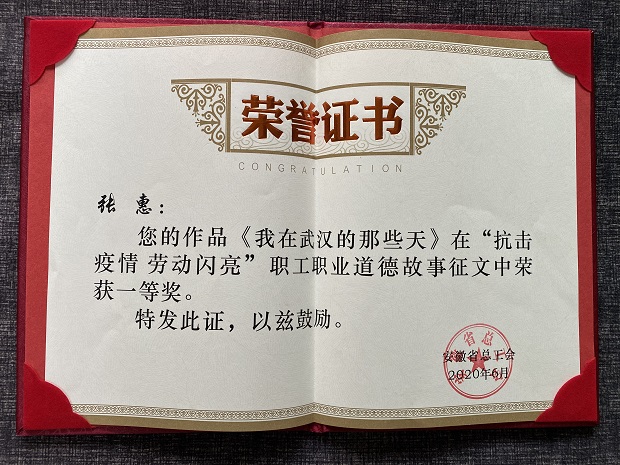 荣誉证书
CONGRATULATION
张 惠：
您的作品《我在武汉的那些天》在“抗击
疫情 劳动闪亮”职工职业道德故事征文中荣
获一等奖。
特发此证，以兹鼓励。
安徽省总工会
2020年6月